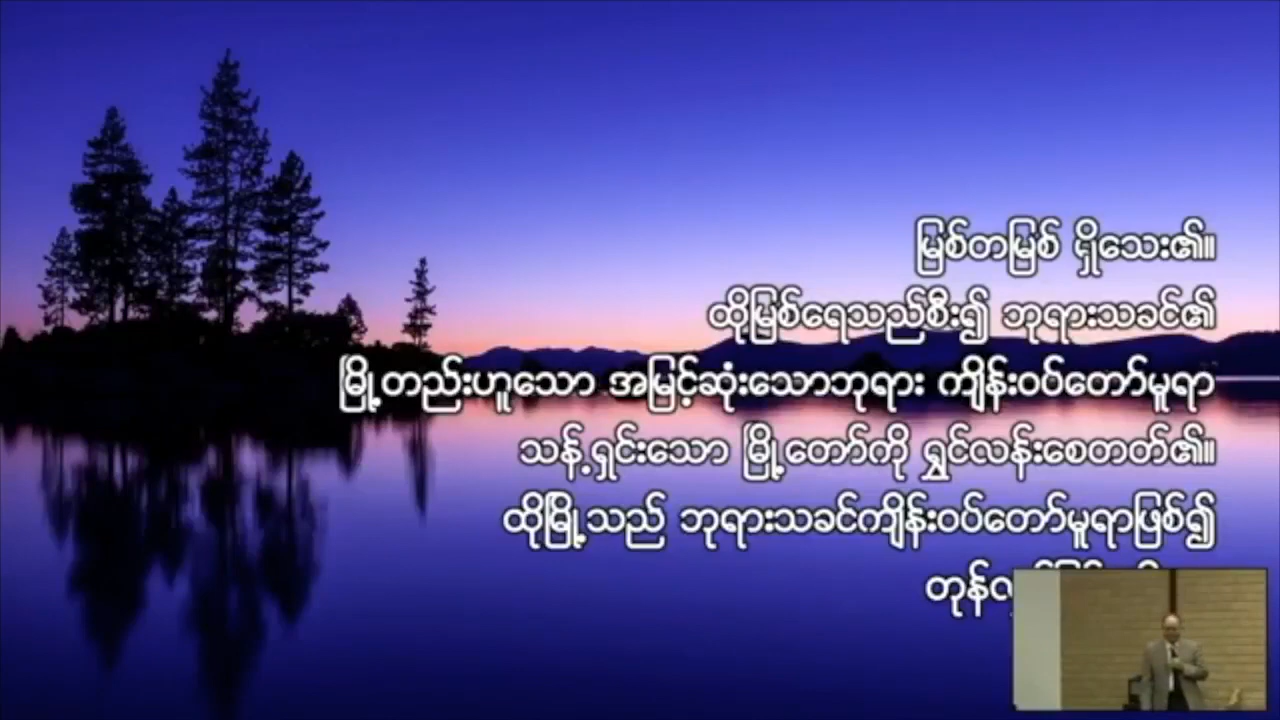 မြစ်တမြစ် ရှိသေး၏။
ထိုမြစ်ရေသည်စီး၍ ဘုရားသခင်၏
မြို့တည်းဟူသော အမြင့်ဆုံးသောဘုရား ကျိန်းဝပ်တော်မူရာ
သန့်ရှင်းသော မြို့တော်ကို ရွှင်လန်းစေတတ်၏။
ထိုမြို့သည် ဘုရားသခင်ကျိန်းဝပ်တော်မူရာဖြစ်၍